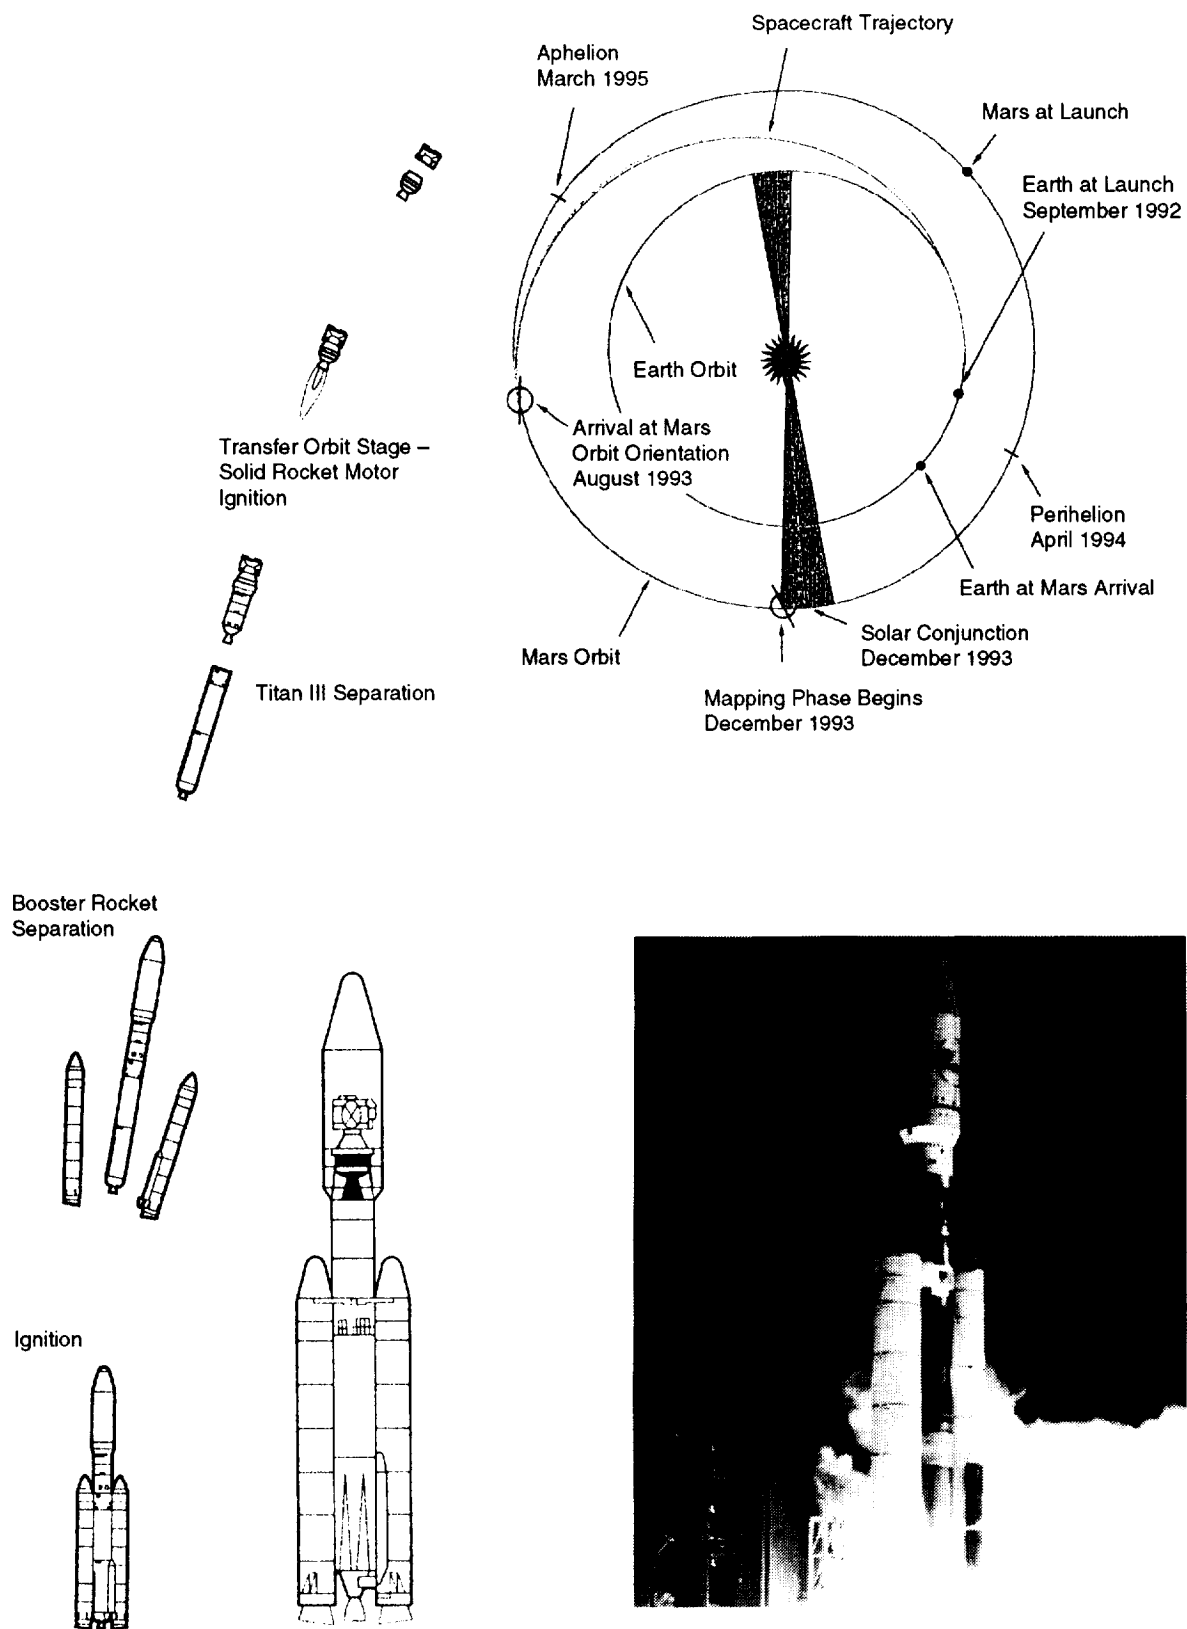 Spacecraft Trajectory
Aphelion
March 1995
Mars at Launch
Earth at Launch
September 1992
Earth Orbit
Arrival at Mars
Orbit Orientation
August 1993
Transfer Orbit Stage –
Solid Rocket Motor
Ignition
Perihelion
April 1994
Earth at Mars Arrival
Solar Conjunction
December 1993
Mars Orbit
Mapping Phase Begins
December 1993
Titan III Separation
Booster Rocket
Separation
Ignition